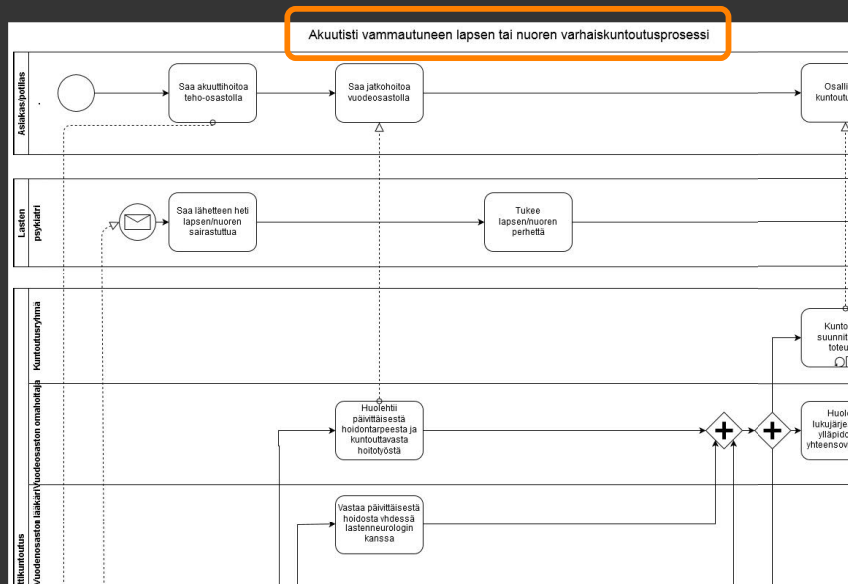 Akuutisti vammautuneen lapsen tai nuoren varhaiskuntoutusprosessi
Asiakas/potilas
Saa akuuttihoitoa
teho-osastolla
Saa jatkohoitoa
vuodeosastolla
Lasten
psykiatri
Saa lähetteen heti
lapsen/nuoren
sairastuttua
Tukee
lapsen/nuoren
perhettä
Kuntoutusryhmä
Vuodeosaston omahoitaja
Huolehtii
päivittäisestä
hoidontarpeesta ja
kuntouttavasta
hoitotyöstä
Vuodenosaston lääkäri
Vastaa päivittäisestä
hoidosta yhdessä
lastenneurologin
kanssa